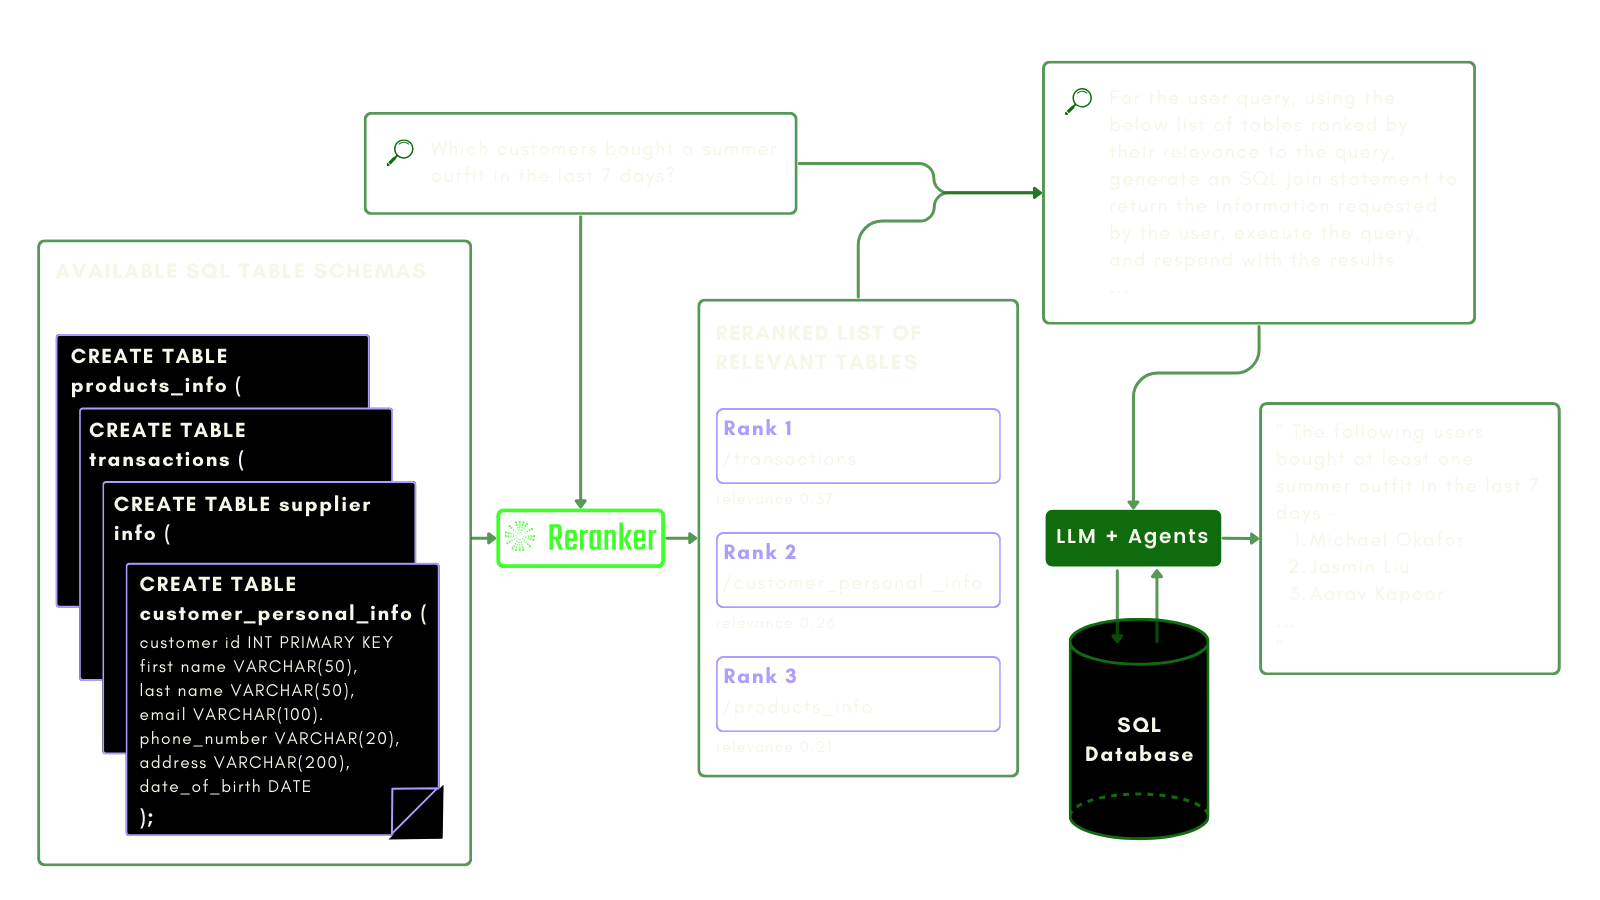 Which customers bought a summer
outfit in the last 7 days?
For the user query, using the
below list of tables ranked by
their relevance to the query,
generate an SQL join statement to
return the information requested
by the user, execute the query,
and respond with the results
...
AVAILABLE SQL TABLE SCHEMAS
CREATE TABLE
products_info (
CREATE TABLE
transactions (
CREATE TABLE supplier
info (
CREATE TABLE
customer_personal_info (
customer id INT PRIMARY KEY
first name VARCHAR(50),
last name VARCHAR(50),
email VARCHAR(100).
phone_number VARCHAR(20),
address VARCHAR(200),
date_of_birth DATE
);
Reranker
RERANKED LIST OF
RELEVANT TABLES
Rank 1
/transactions
relevance 0.57
Rank 2
/customer_personal _info
relevance 0.26
Rank 3
/products_info
relevance 0.21
LLM + Agents
SQL
Database
" The following users
bought at least one
summer outfit in the last 7
days -
1. Michael Okafor
2. Jasmin Liu
3. Aarav Kapoor
...
"